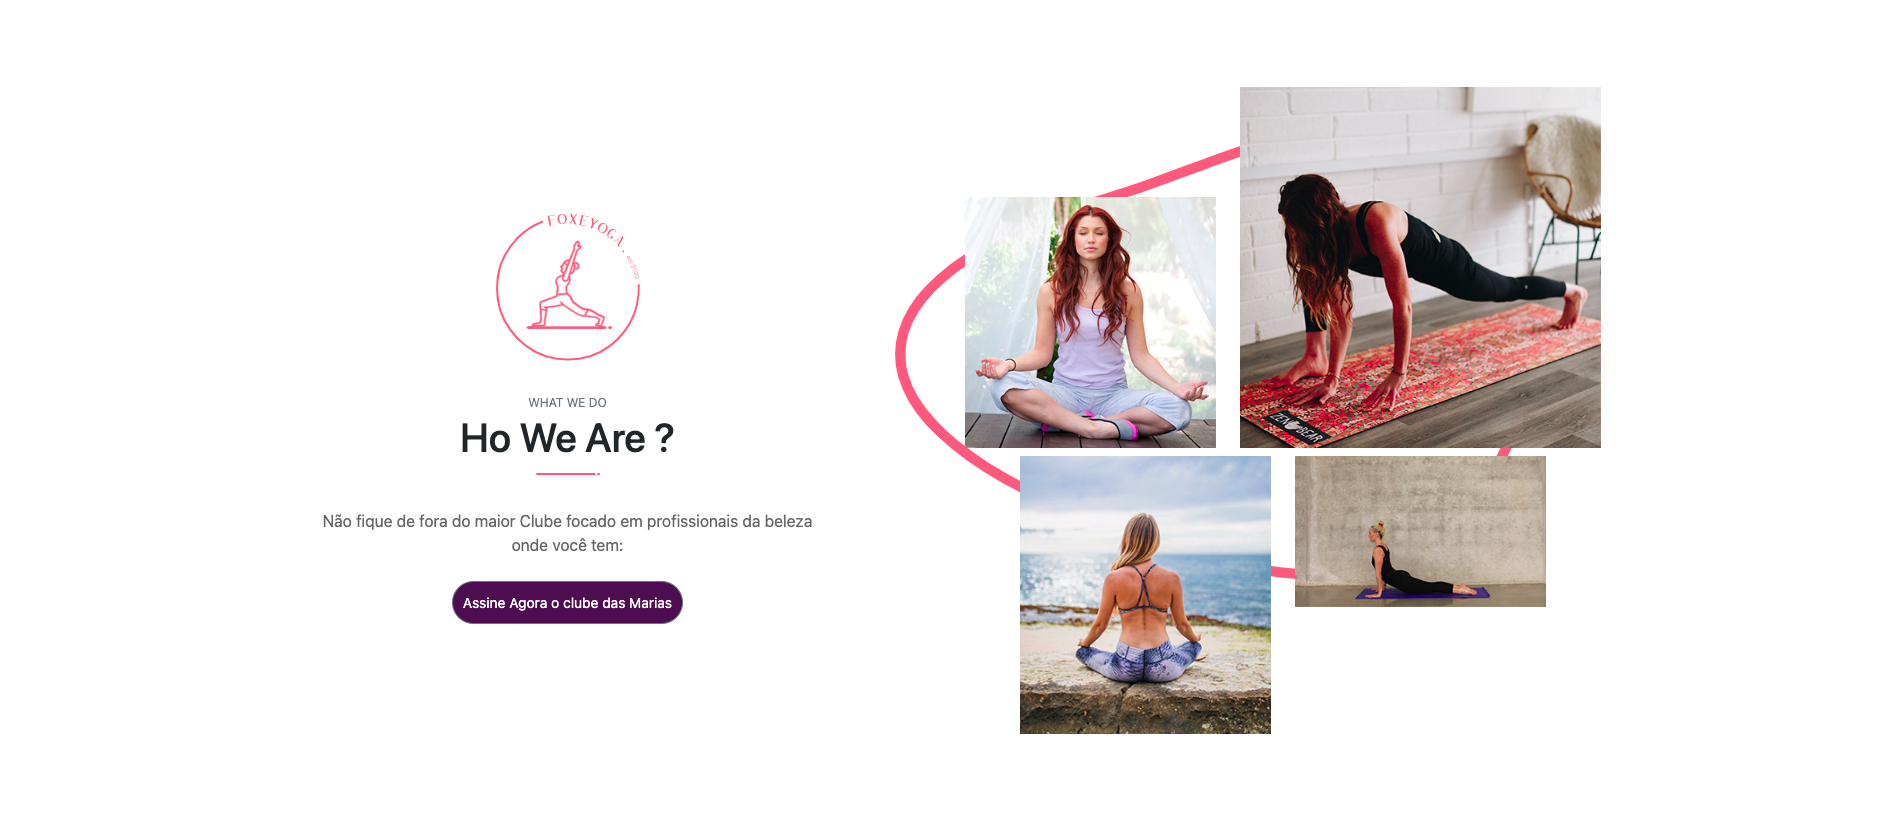 FOXEYOGA .
est 2020
WHAT WE DO
Ho We Are ?
Não fique de fora do maior Clube focado em profissionais da beleza
onde você tem:
Assine Agora o clube das Marias
ZEN BEAR